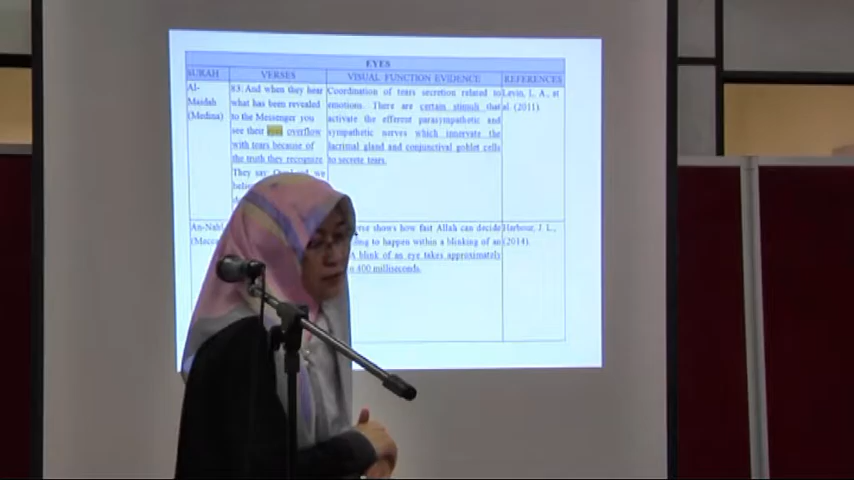 EYES
SURAH VERSES VISUAL FUNCTION EVIDENCE REFERENCES
Al-
Maidah
(Medina)
83. And when they hear
what has been revealed
to the Messenger you
see their eyes overflow
with tears because of
the truth they recognize
They say
Coordination of tears secretion related to
emotions. There are certain stimuli that
activate the efferent parasympathetic and
sympathetic nerves which innervate the
lacrimal gland and conjunctival goblet cells
to secrete tears.
Levin, L. A., et
al. (2011).
An-Nahl
shows how fast Allah can decide
to happen within a blinking of an
A blink of an eye takes approximately
400 milliseconds.
Harbour, J. L.,
(2014).